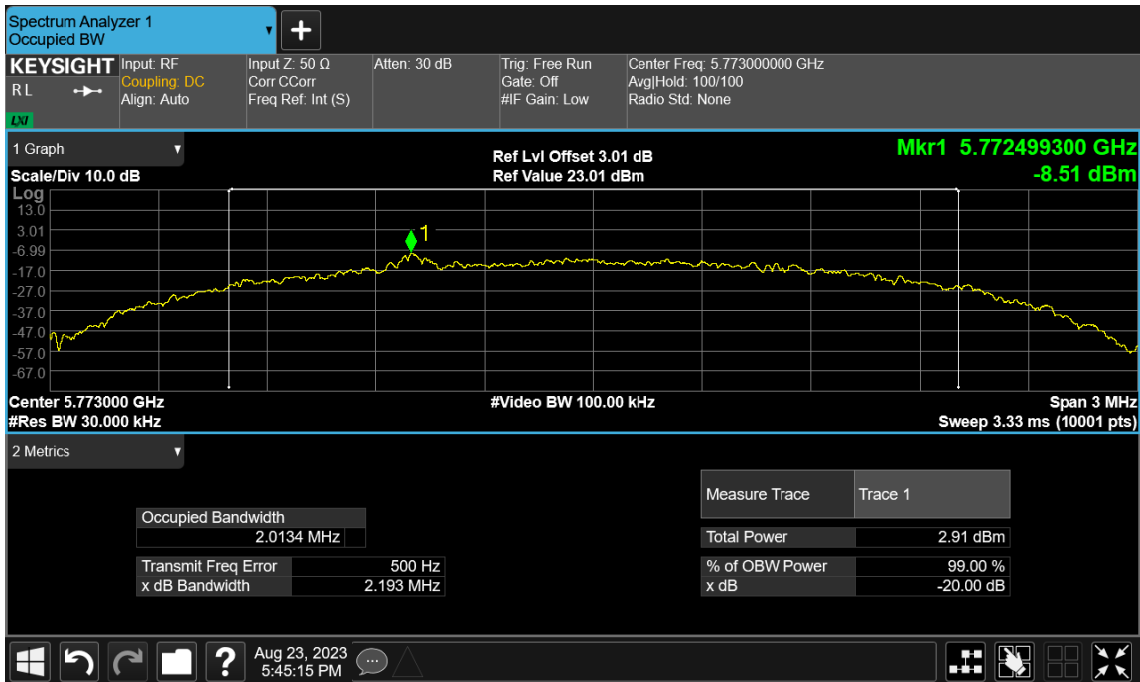 Spectrum Analyzer 1
Occupied BW
+
KEYSIGHT
R L
LXI
Input: RF
Coupling: DC
Align: Auto
Input Z: 50 Ω
Corr CCorr
Freq Ref: Int (S)
Atten: 30 dB
Trig: Free Run
Gate: Off
#IF Gain: Low
Center Freq: 5.773000000 GHz
Avg|Hold: 100/100
Radio Std: None
1 Graph
Scale/Div 10.0 dB
Ref Lvl Offset 3.01 dB
Ref Value 23.01 dBm
Mkr1 5.772499300 GHz
-8.51 dBm
Log
13.0
3.01
-6.99
-17.0
-27.0
-37.0
-47.0
-57.0
-67.0
1
Center 5.773000 GHz
#Res BW 30.000 kHz
#Video BW 100.00 kHz
Span 3 MHz
Sweep 3.33 ms (10001 pts)
2 Metrics
Occupied Bandwidth
2.0134 MHz
Transmit Freq Error 500 Hz
x dB Bandwidth 2.193 MHz
Measure Trace Trace 1
Total Power 2.91 dBm
% of OBW Power 99.00 %
x dB -20.00 dB
?
Aug 23, 2023
5:45:15 PM